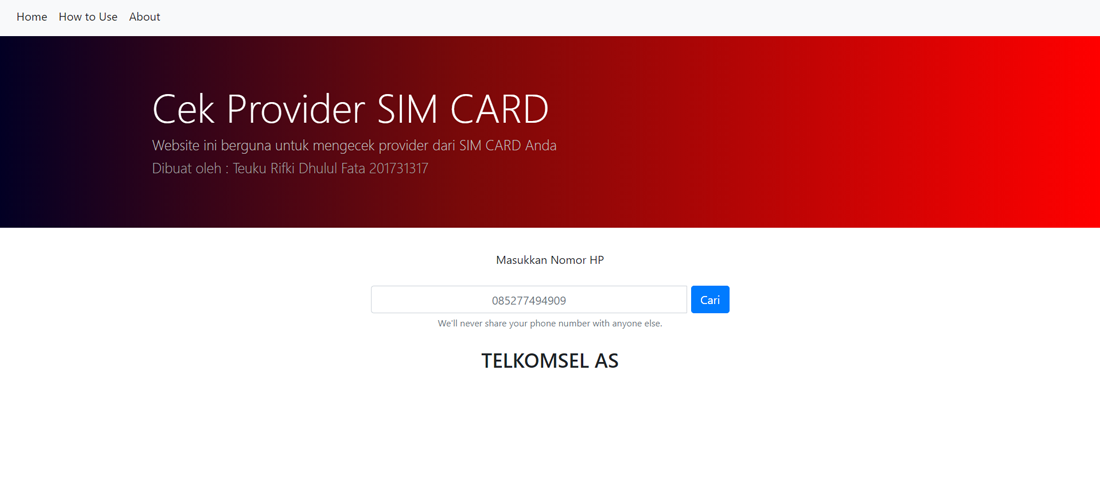 Home How to Use About
Cek Provider SIM CARD
Website ini berguna untuk mengecek provider dari SIM CARD Anda
Dibuat oleh : Teuku Rifki Dhulul Fata 201731317
Masukkan Nomor HP
085277494909 Cari
We'll never share your phone number with anyone else.
TELKOMSEL AS